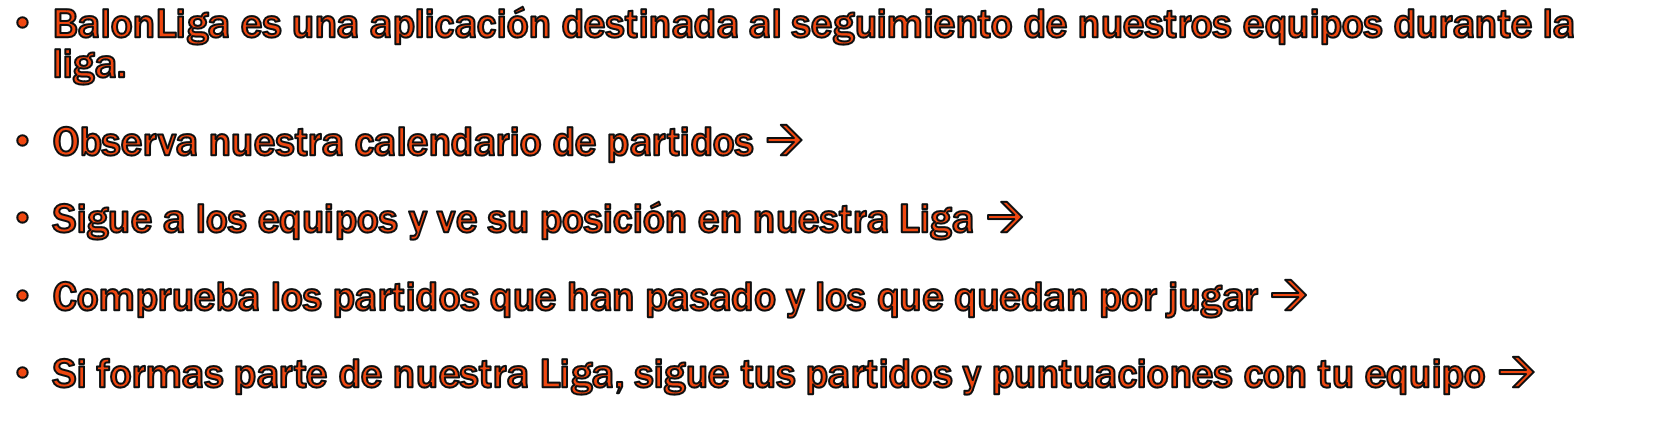 • BalonLiga es una aplicación destinada al seguimiento de nuestros equipos durante la
liga.
• Observa nuestra calendario de partidos →
• Sigue a los equipos y ve su posición en nuestra Liga →
• Comprueba los partidos que han pasado y los que quedan por jugar →
• Si formas parte de nuestra Liga, sigue tus partidos y puntuaciones con tu equipo →